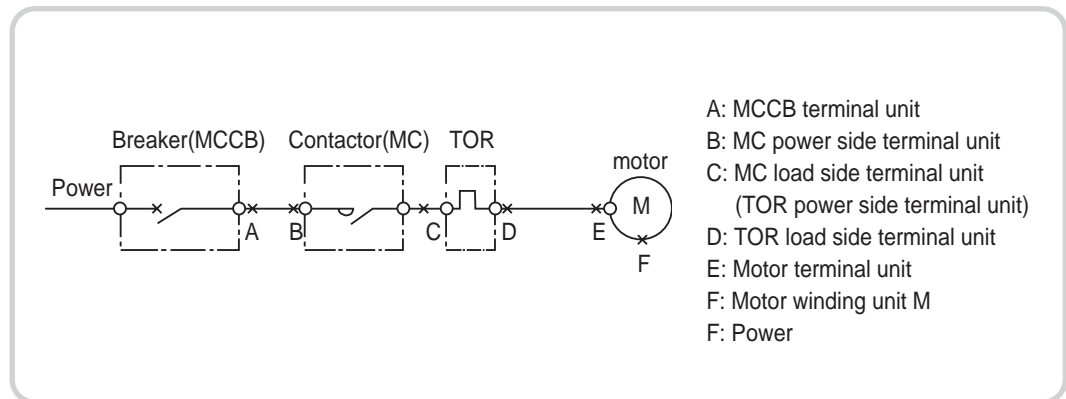 Breaker(MCCB) Contactor(MC) TOR
motor
Power
M
A B C D E
F
A: MCCB terminal unit
B: MC power side terminal unit
C: MC load side terminal unit
(TOR power side terminal unit)
D: TOR load side terminal unit
E: Motor terminal unit
F: Motor winding unit M
F: Power